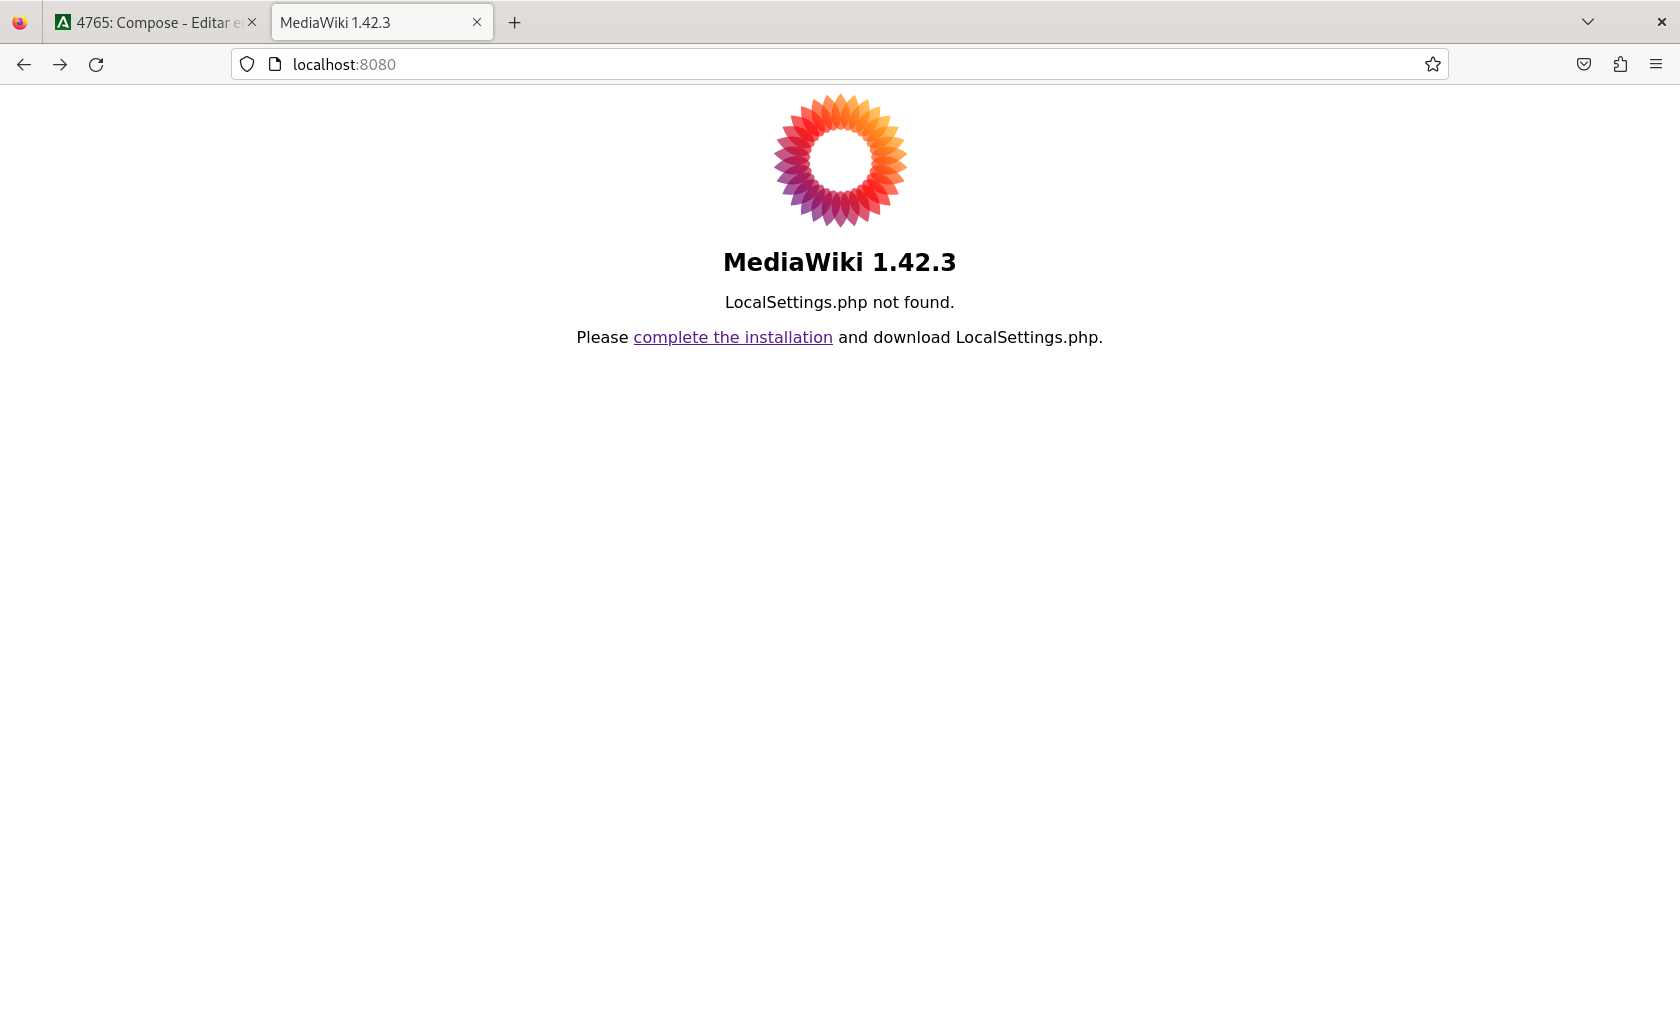 4765: Compose - Editar e
MediaWiki 1.42.3
localhost:8080
MediaWiki 1.42.3
LocalSettings.php not found.
Please complete the installation and download LocalSettings.php.